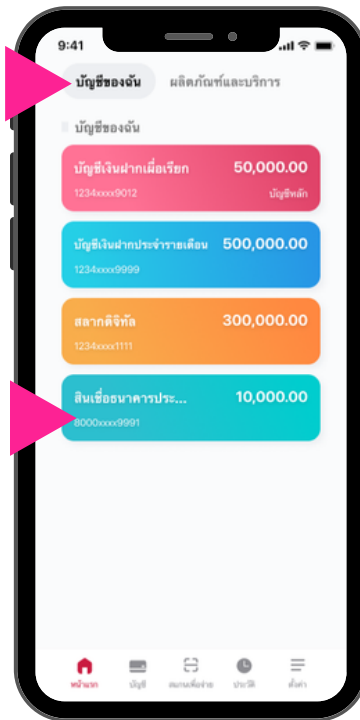 9:41
บัญชีของฉัน ผลิตภัณฑ์และบริการ
บัญชีของฉัน
บัญชีเงินฝากเผื่อเรียก 50,000.00
1234xxxx9012 บัญชีหลัก
บัญชีเงินฝากประจำรายเดือน 500,000.00
1234xxxx9999
สลากดิจิทัล 300,000.00
1234xxxx1111
สินเชื่อธนาคารประ... 10,000.00
8000xxxx9991
หน้าแรก บัญชี สแกนเพื่อจ่าย ประวัติ ตั้งค่า